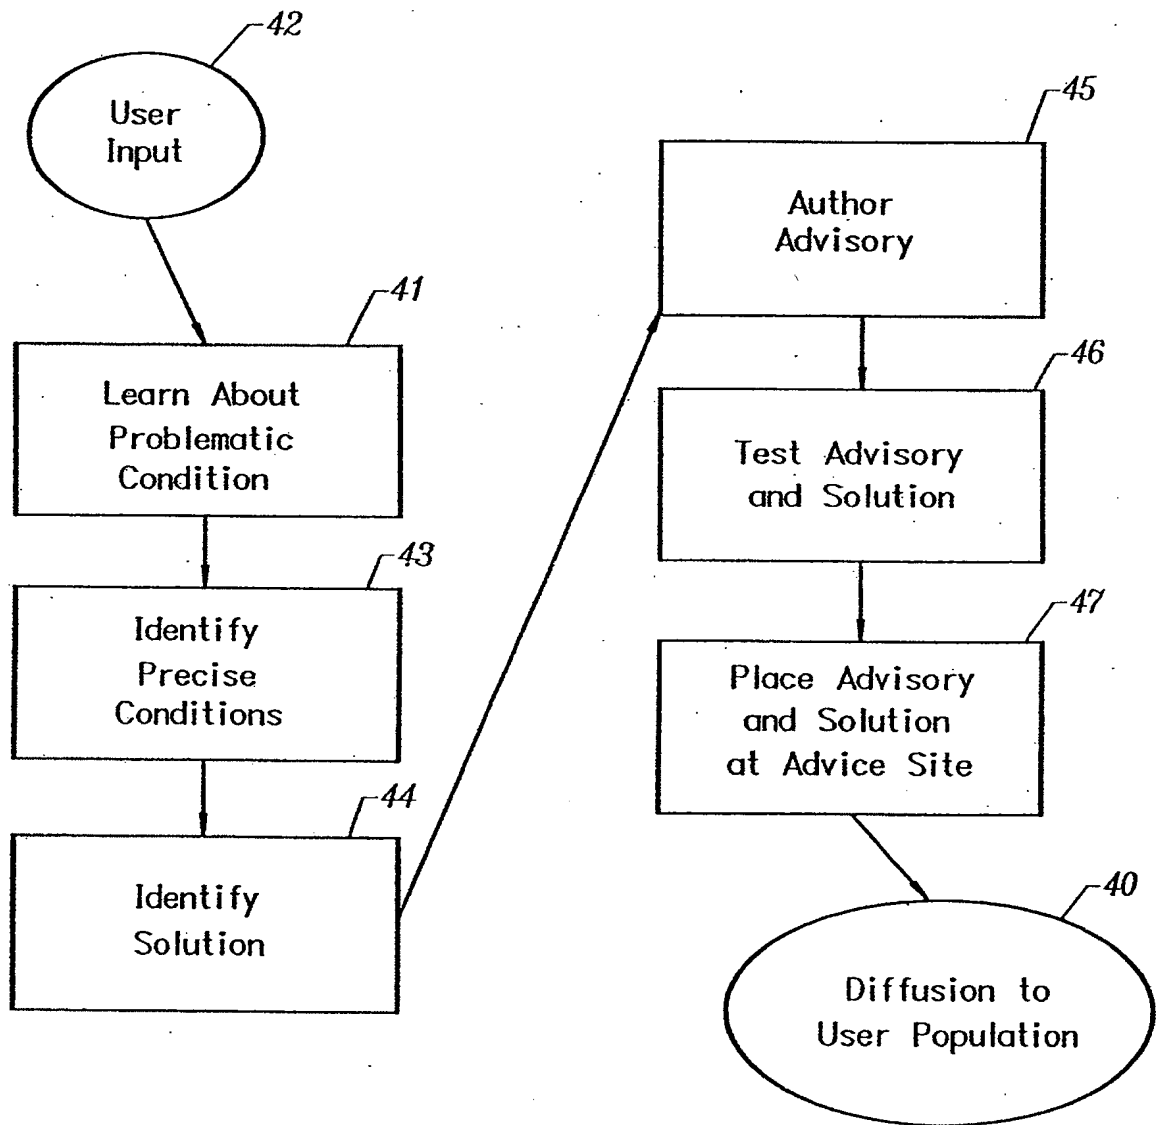 42
User
Input
41
Learn About
Problematic
Condition
43
Identify
Precise
Conditions
44
Identify
Solution
45
Author
Advisory
46
Test Advisory
and Solution
47
Place Advisory
and Solution
at Advice Site
40
Diffusion to
User Population